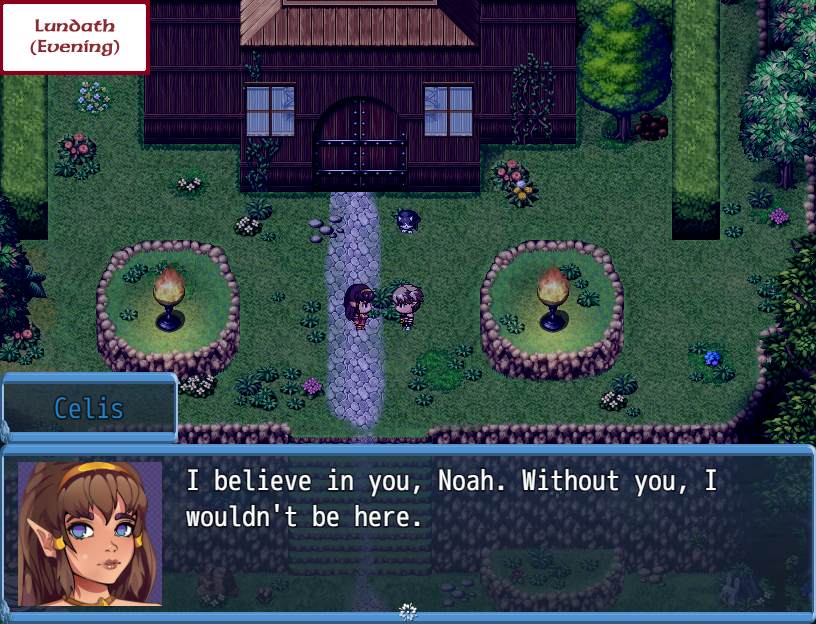 Lundath
(Evening)
Celis
I believe in you, Noah. Without you, I
wouldn't be here.